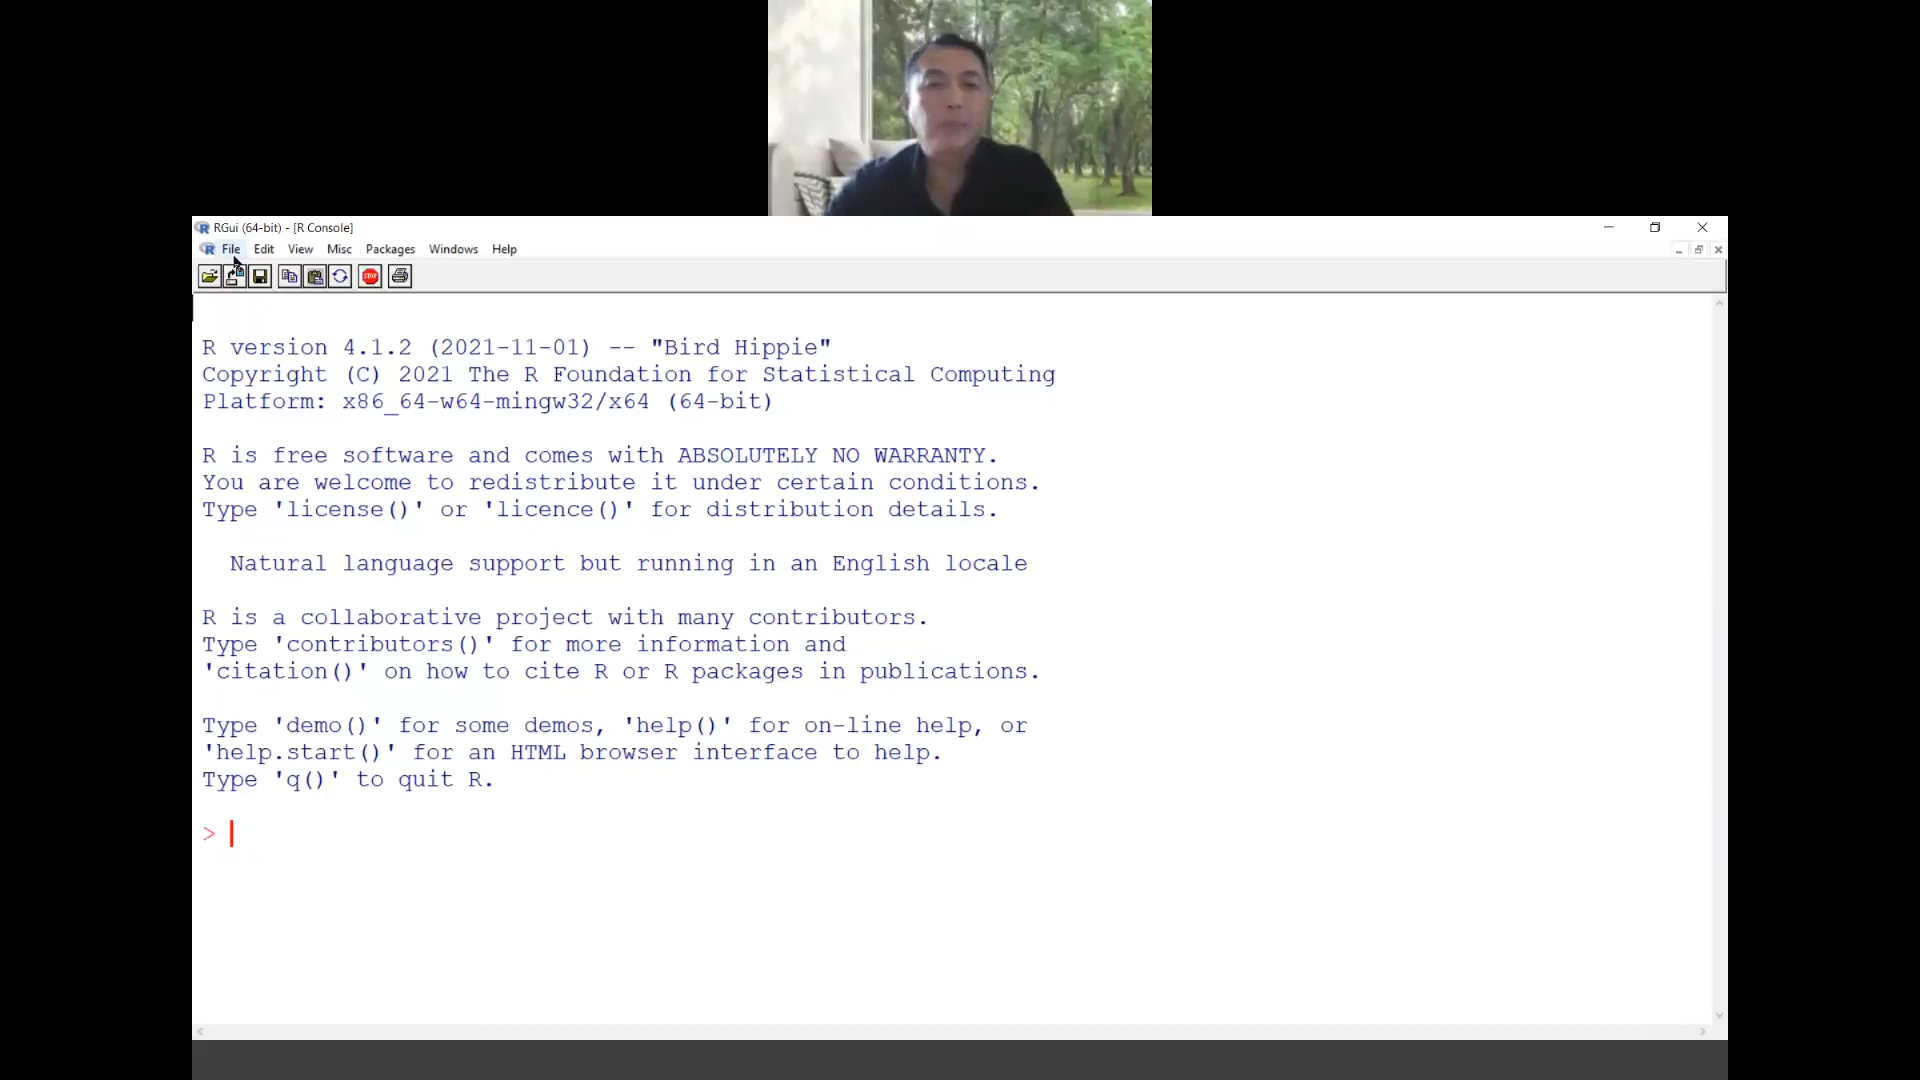 RGui (64-bit) - [R Console]
File Edit View Misc Packages Windows Help
STOP
R version 4.1.2 (2021-11-01) -- "Bird Hippie"
Copyright (C) 2021 The R Foundation for Statistical Computing
Platform: x86_64-w64-mingw32/x64 (64-bit)
R is free software and comes with ABSOLUTELY NO WARRANTY.
You are welcome to redistribute it under certain conditions.
Type 'license()' or 'licence()' for distribution details.
Natural language support but running in an English locale
R is a collaborative project with many contributors.
Type 'contributors()' for more information and
'citation()' on how to cite R or R packages in publications.
Type 'demo()' for some demos, 'help()' for on-line help, or
'help.start()' for an HTML browser interface to help.
Type 'q()' to quit R.
>